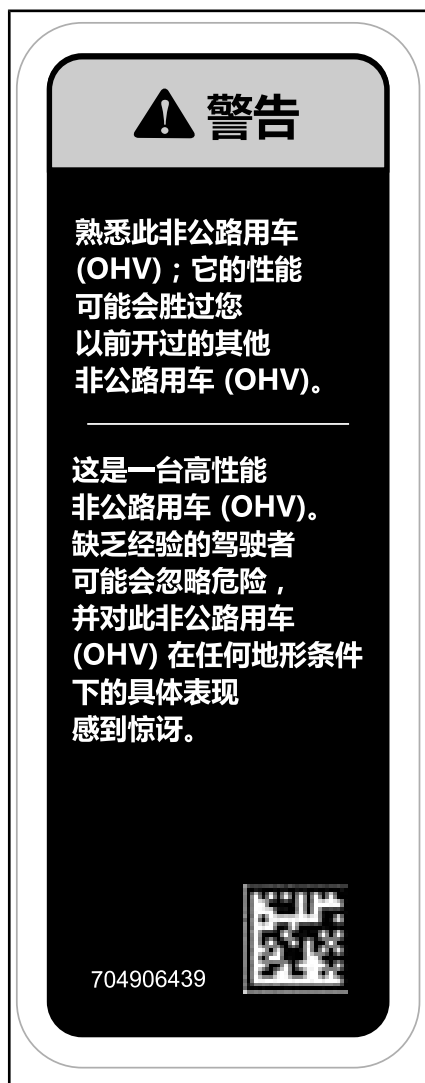 警告
熟悉此非公路用车
(OHV)；它的性能
可能会胜过您
以前开过的其他
非公路用车 (OHV)。
这是一台高性能
非公路用车 (OHV)。
缺乏经验的驾驶者
可能会忽略危险，
并对此非公路用车
(OHV) 在任何地形条件
下的具体表现
感到惊讶。
704906439